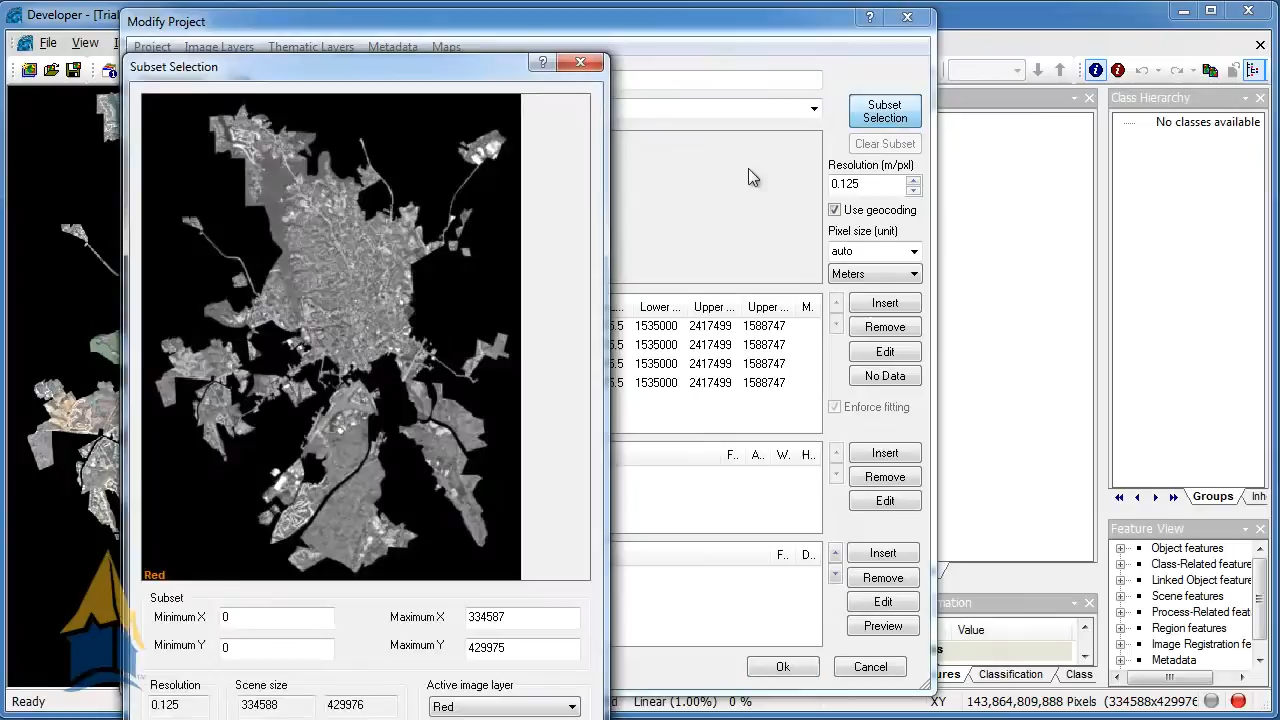 Developer - [Trial
Modify Project
File View
Project Image Layers Thematic Layers Metadata Maps
Subset Selection
Class Hierarchy
No classes available
Subset Selection
Clear Subset
Resolution (m/pxl)
0.125
Use geocoding
Pixel size (unit)
auto
Meters
Lower ... Upper ... Upper ... M.
5.5 1535000 2417499 1588747
1535000 2417499 1588747
5.5 1535000 2417499 1588747
5.5 1535000 2417499 1588747
Insert
Remove
Edit
No Data
Enforce fitting
F.. A.. W. H..
Insert
Remove
Edit
Groups Inh
Feature View
Object features
Class-Related feature
Linked Object feature
Scene features
Process-Related feat
Region features
Image Registration fe
Metadata
F.. D..
Insert
Remove
Edit
Preview
Red
Subset
Minimum X 0 Maximum X 334587
Minimum Y 0 Maximum Y 429975
Resolution Scene size Active image layer
0.125 334588 429976 Red
Ok Cancel
mation
Value
s
ures Classification Class
Ready
d Linear (1.00%) 0 % XY 143,864,809,888 Pixels (334588x429976